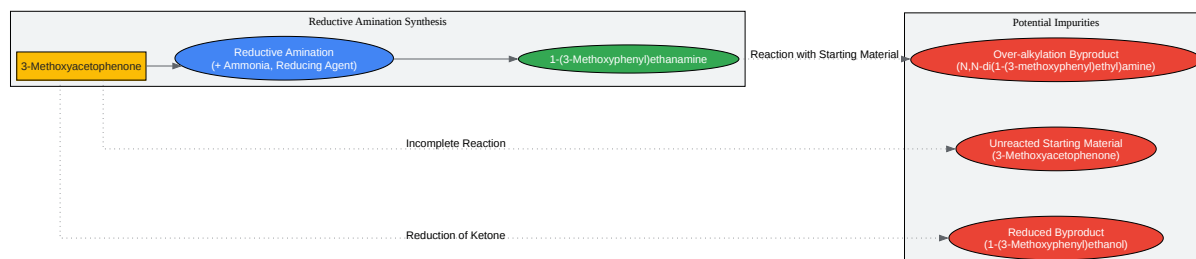 Reductive Amination Synthesis
3-Methoxyacetophenone
Reductive Amination
(+ Ammonia, Reducing Agent)
1-(3-Methoxyphenyl)ethanamine
Reaction with Starting Material
Potential Impurities
Over-alkylation Byproduct
(N,N-di(1-(3-methoxyphenyl)ethyl)amine)
Incomplete Reaction
Unreacted Starting Material
(3-Methoxyacetophenone)
Reduction of Ketone
Reduced Byproduct
(1-(3-Methoxyphenyl)ethanol)